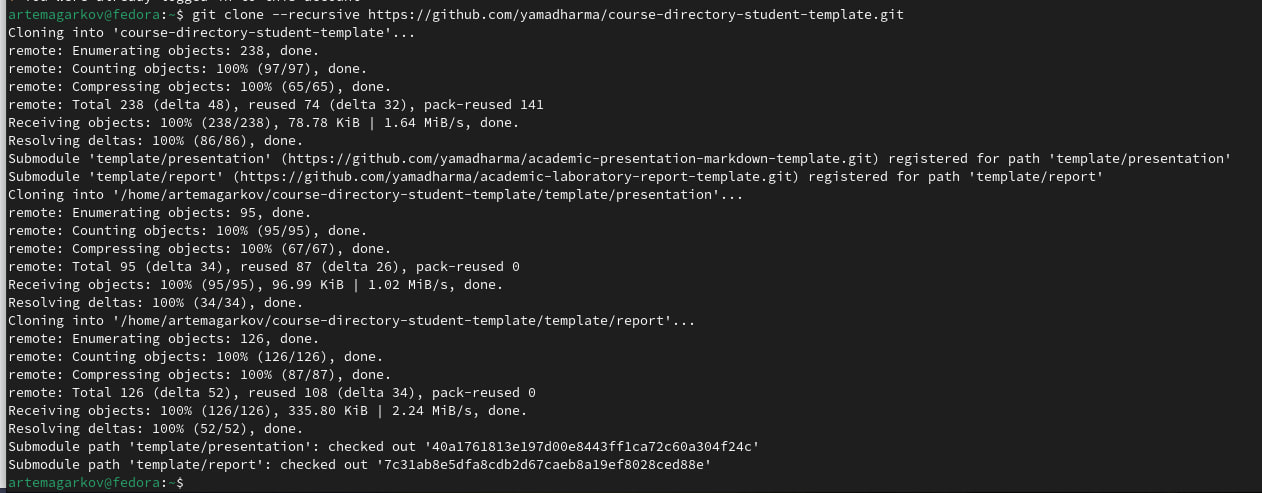 artemagarkov@fedora:~$ git clone --recursive https://github.com/yamadharma/course-directory-student-template.git
Cloning into 'course-directory-student-template'...
remote: Enumerating objects: 238, done.
remote: Counting objects: 100% (97/97), done.
remote: Compressing objects: 100% (65/65), done.
remote: Total 238 (delta 48), reused 74 (delta 32), pack-reused 141
Receiving objects: 100% (238/238), 78.78 KiB | 1.64 MiB/s, done.
Resolving deltas: 100% (86/86), done.
Submodule 'template/presentation' (https://github.com/yamadharma/academic-presentation-markdown-template.git) registered for path 'template/presentation'
Submodule 'template/report' (https://github.com/yamadharma/academic-laboratory-report-template.git) registered for path 'template/report'
Cloning into '/home/artemagarkov/course-directory-student-template/template/presentation'...
remote: Enumerating objects: 95, done.
remote: Counting objects: 100% (95/95), done.
remote: Compressing objects: 100% (67/67), done.
remote: Total 95 (delta 34), reused 87 (delta 26), pack-reused 0
Receiving objects: 100% (95/95), 96.99 KiB | 1.02 MiB/s, done.
Resolving deltas: 100% (34/34), done.
Cloning into '/home/artemagarkov/course-directory-student-template/template/report'...
remote: Enumerating objects: 126, done.
remote: Counting objects: 100% (126/126), done.
remote: Compressing objects: 100% (87/87), done.
remote: Total 126 (delta 52), reused 108 (delta 34), pack-reused 0
Receiving objects: 100% (126/126), 335.80 KiB | 2.24 MiB/s, done.
Resolving deltas: 100% (52/52), done.
Submodule path 'template/presentation': checked out '40a1761813e197d00e8443ff1ca72c60a304f24c'
Submodule path 'template/report': checked out '7c31ab8e5dfa8cdb2d67caeb8a19ef8028ced88e'
artemagarkov@fedora:~$